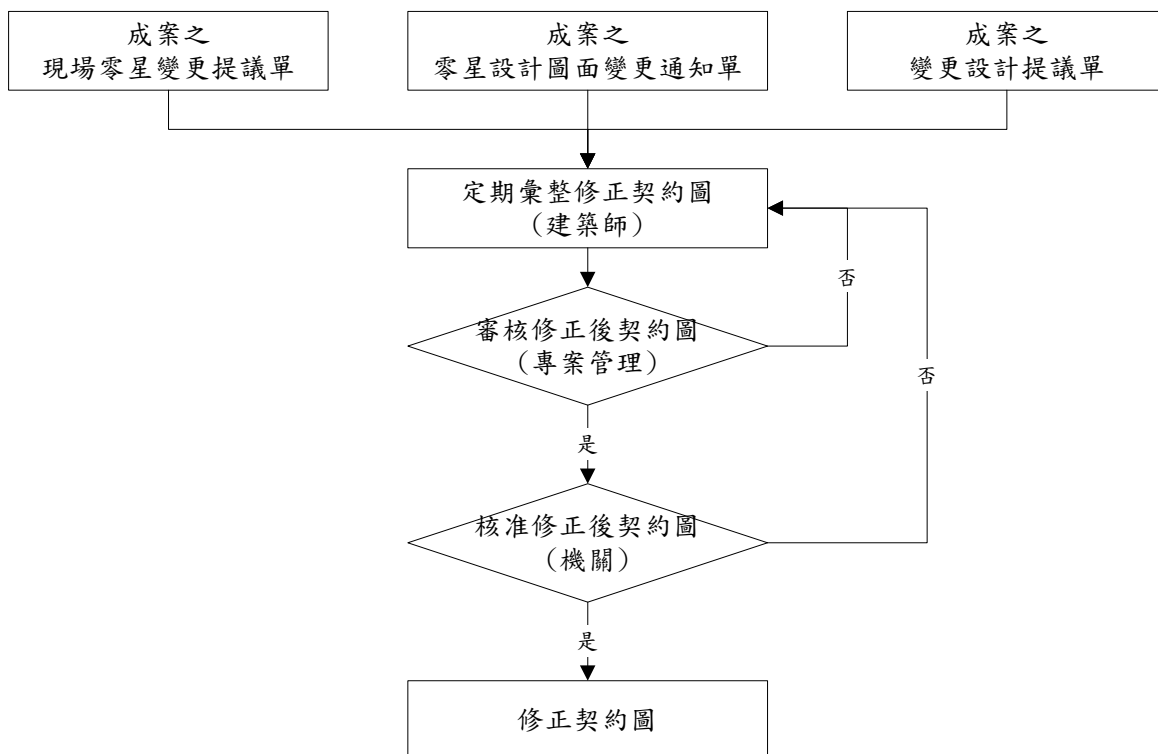 成案之
現場零星變更提議單
成案之
零星設計圖面變更通知單
成案之
變更設計提議單
定期彙整修正契約圖
(建築師)
否
審核修正後契約圖
(專案管理)
否
是
核准修正後契約圖
(機關)
是
修正契約圖